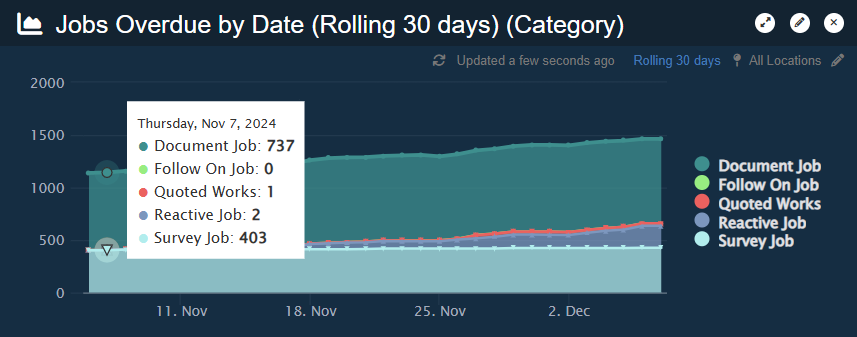 Jobs Overdue by Date (Rolling 30 days) (Category)
Updated a few seconds ago Rolling 30 days All Locations
2000
1500
1000
500
0
Thursday, Nov 7, 2024
Document Job: 737
Follow On Job: 0
Quoted Works: 1
Reactive Job: 2
Survey Job: 403
11. Nov 18. Nov 25. Nov 2. Dec
Document Job
Follow On Job
Quoted Works
Reactive Job
Survey Job